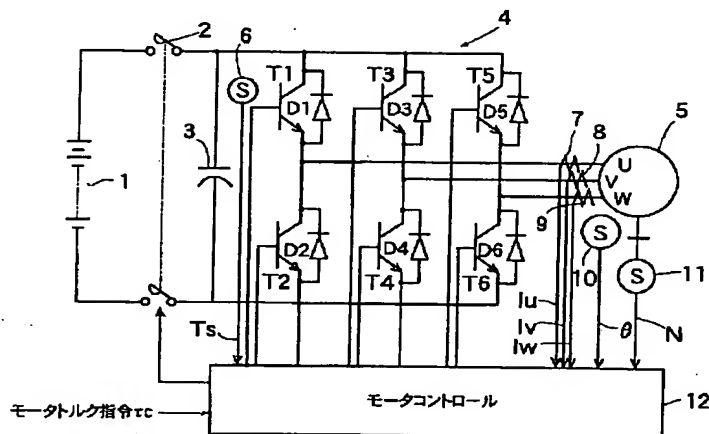 2
4
6
S
T1
T3
T5
D1
D3
D5
7
8
5
3
U
V
W
1
9
S
10
S
11
D2
D4
D6
T2
T4
T6
Iu
Iv
Iw
θ
N
Ts
モータトルク指令τc
モータコントロール
12